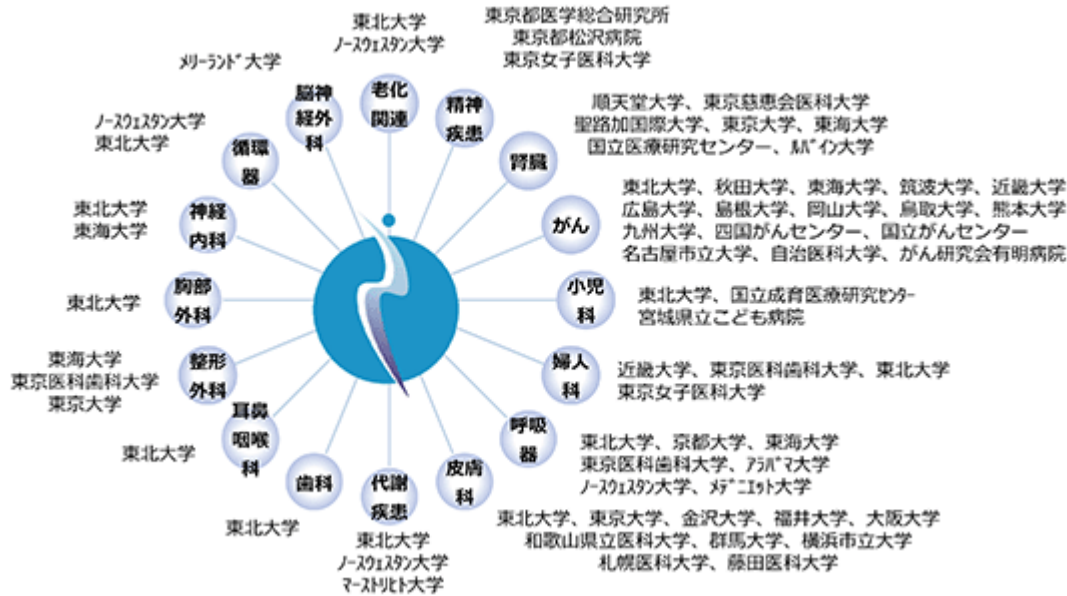 東北大学
ノースウェスタン大学
老化
関連
東京都医学総合研究所
東京都松沢病院
東京女子医科大学
精神
疾患
順天堂大学、東京慈恵会医科大学
聖路加国際大学、東京大学、東海大学
国立医療研究センター、ルバイン大学
腎臓
東北大学、秋田大学、東海大学、筑波大学、近畿大学
広島大学、島根大学、岡山大学、鳥取大学、熊本大学
九州大学、四国がんセンター、国立がんセンター
名古屋市立大学、自治医科大学、がん研究会有明病院
がん
小児
科
東北大学、国立成育医療研究センター
宮城県立こども病院
婦人
科
近畿大学、東京医科歯科大学、東北大学
東京女子医科大学
呼吸
器
東北大学、京都大学、東海大学
東京医科歯科大学、アラバマ大学
ノースウェスタン大学、メデニエット大学
皮膚
科
東北大学、東京大学、金沢大学、福井大学、大阪大学
和歌山県立医科大学、群馬大学、横浜市立大学
札幌医科大学、藤田医科大学
代謝
疾患
東北大学
ノースウェスタン大学
マーストリヒト大学
歯科
東北大学
耳鼻
咽喉
科
東北大学
整形
外科
東海大学
東京医科歯科大学
東京大学
胸部
外科
東北大学
神経
内科
東北大学
東海大学
循環
器
ノースウェスタン大学
東北大学
脳神
経外
科
メリーランド大学